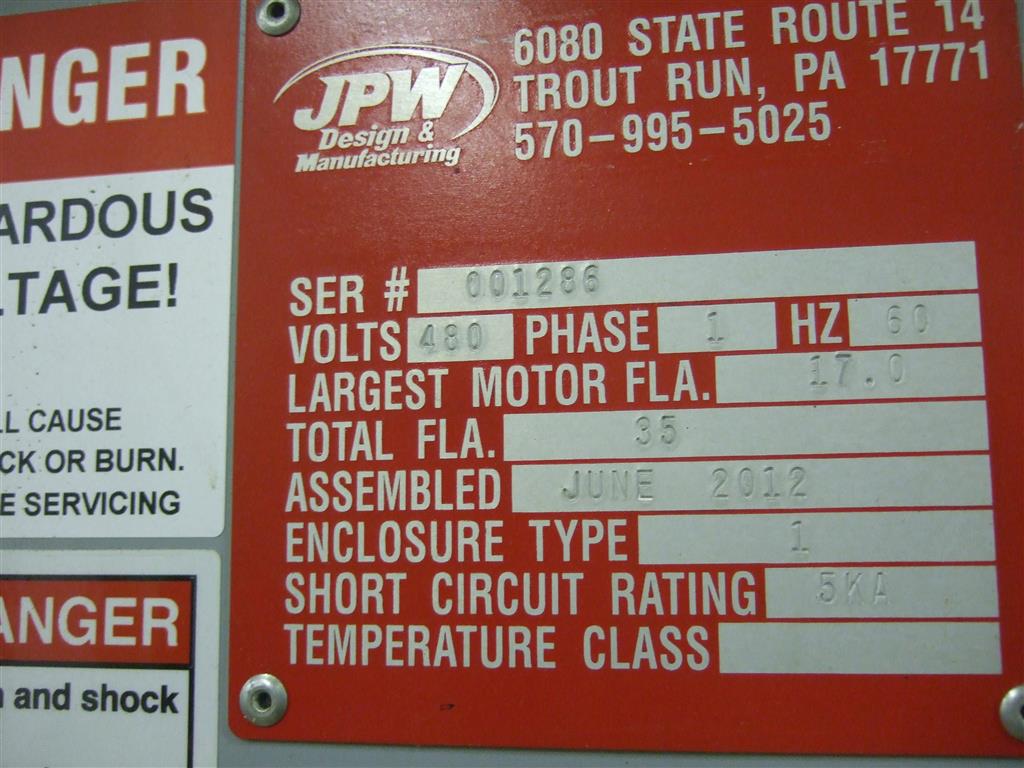 NGER
ARDOUS
LTAGE!
LL CAUSE
CK OR BURN.
E SERVICING
ANGER
n and shock
JPW
Design &
Manufacturing
6080 STATE ROUTE 14
TROUT RUN, PA 17771
570-995-5025
SER # 001286
VOLTS 480 PHASE 1 HZ 60
LARGEST MOTOR FLA. 17.0
TOTAL FLA. 35
ASSEMBLED JUNE 2012
ENCLOSURE TYPE 1
SHORT CIRCUIT RATING 5KA
TEMPERATURE CLASS